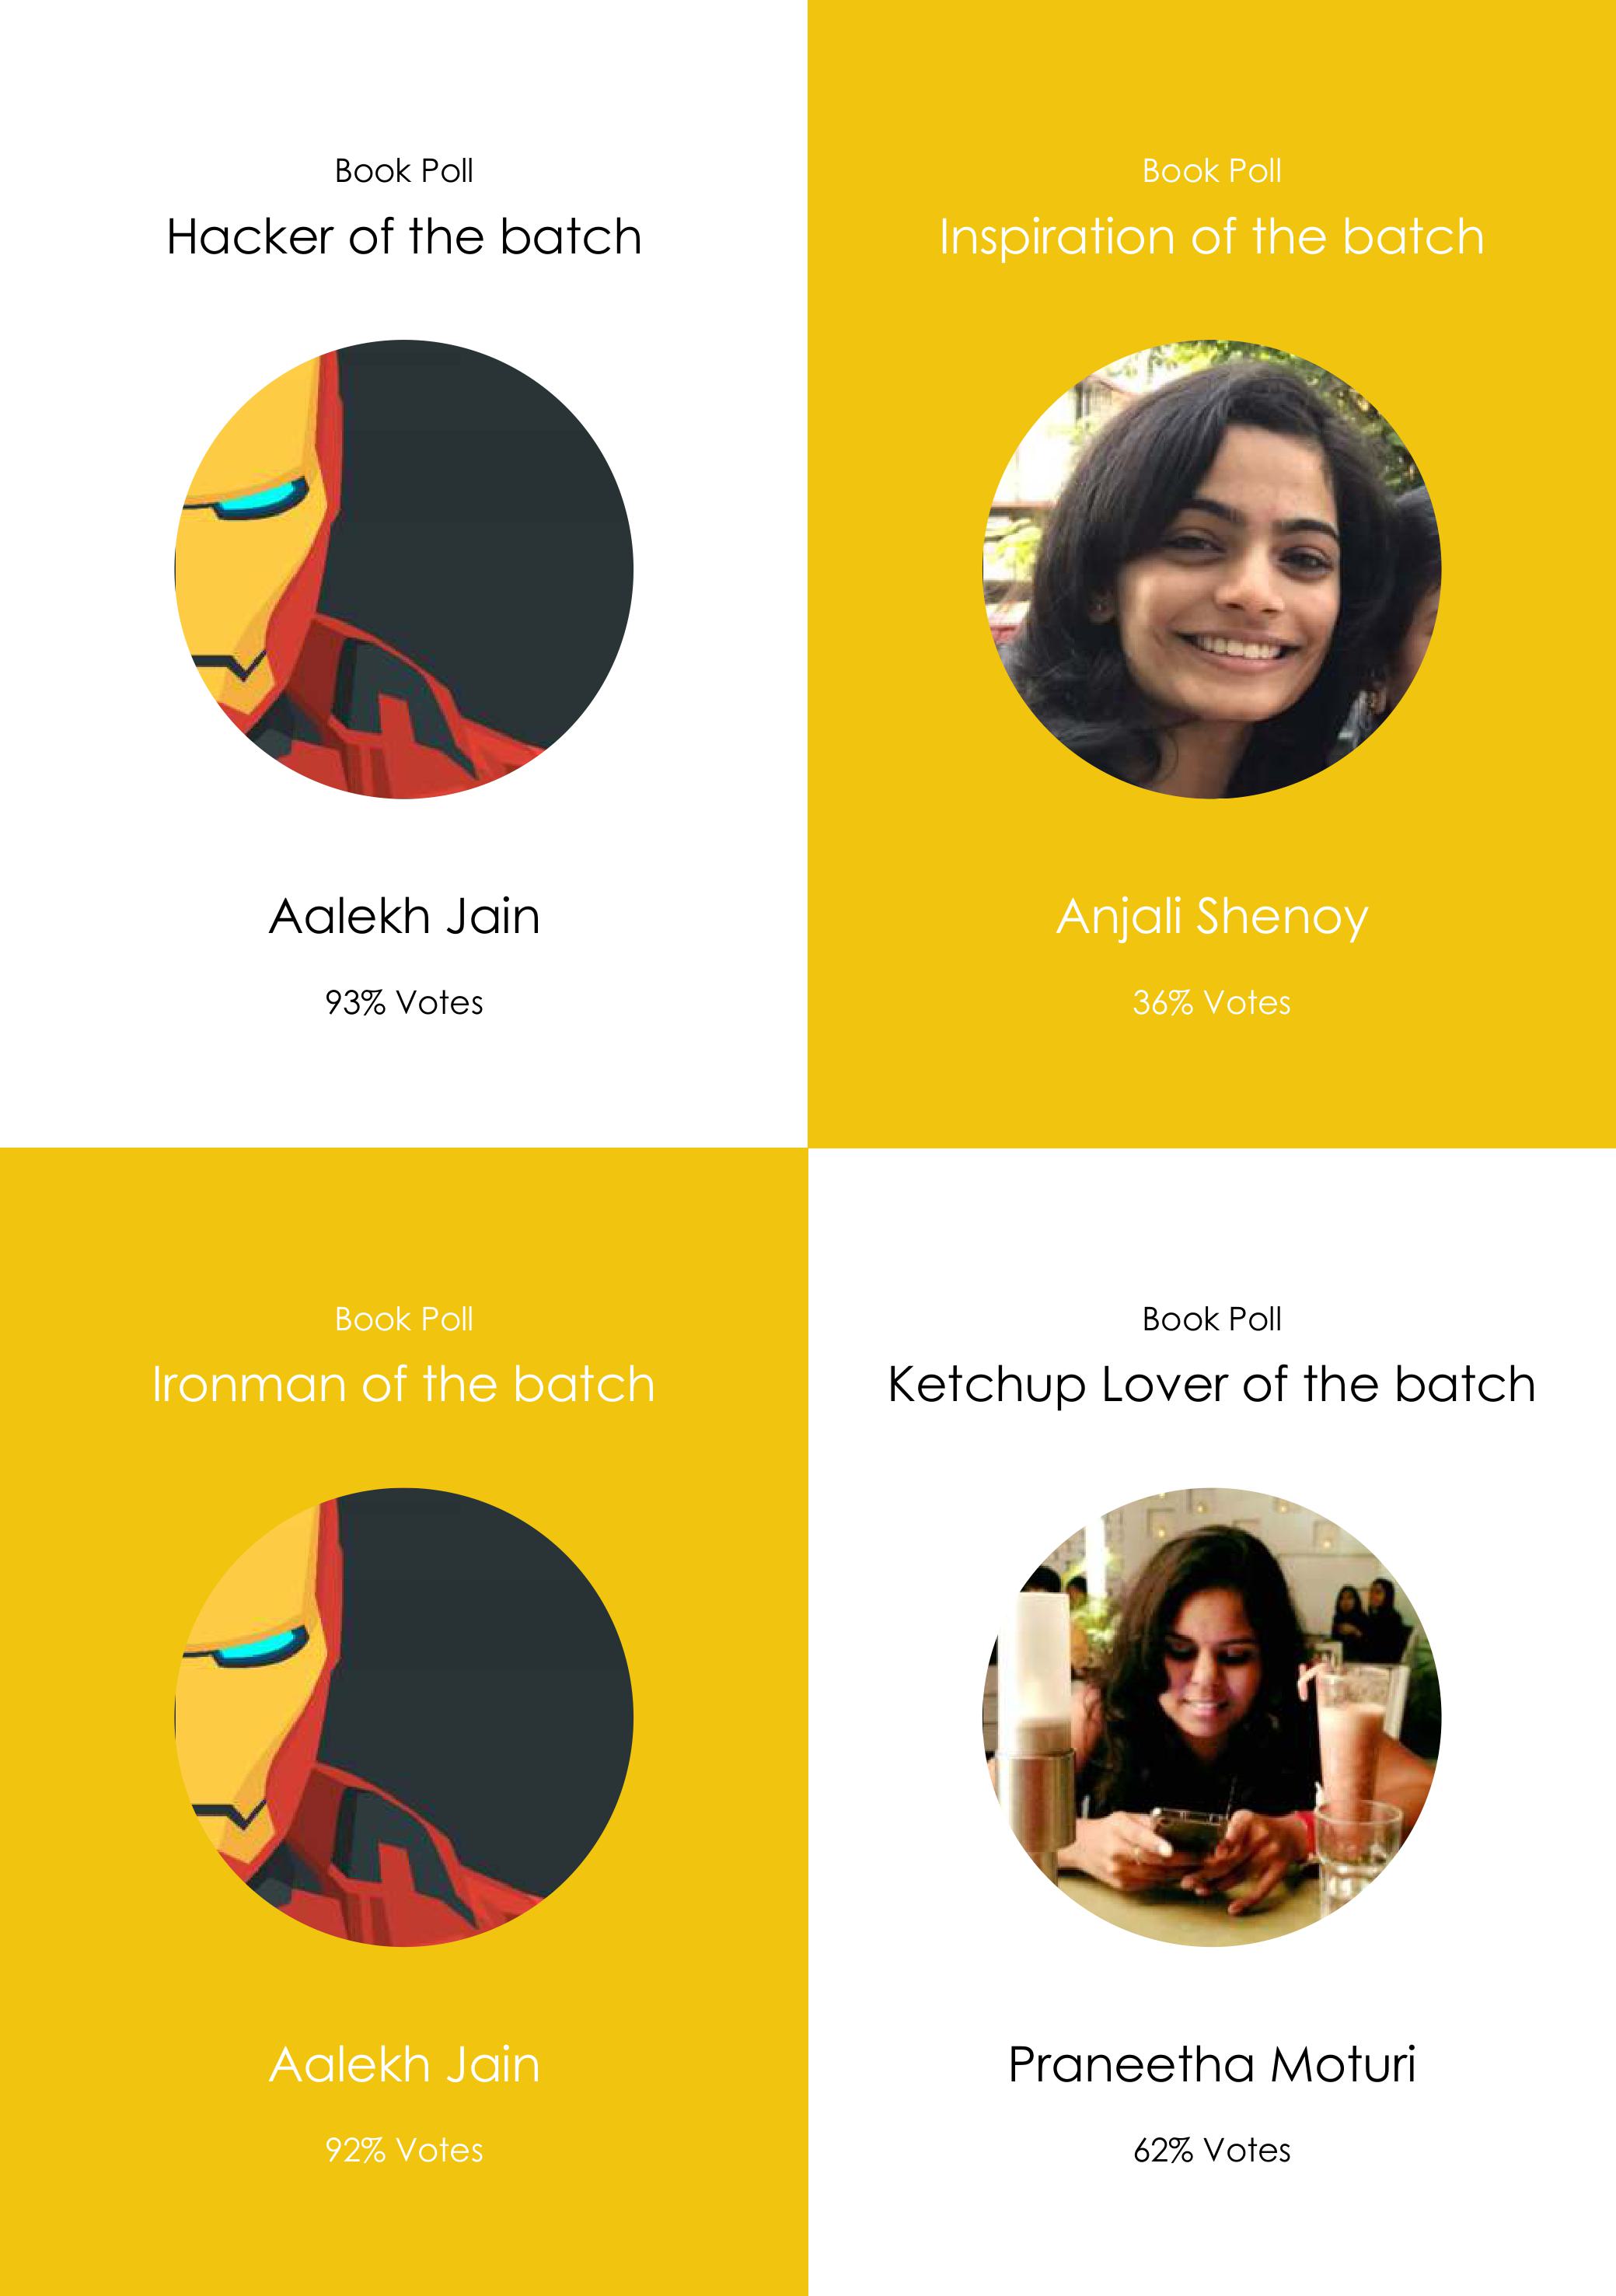 Book Poll
Hacker of the batch
Aalekh Jain
93% Votes
Book Poll
Inspiration of the batch
Anjali Shenoy
36% Votes
Book Poll
Ironman of the batch
Aalekh Jain
92% Votes
Book Poll
Ketchup Lover of the batch
Praneetha Moturi
62% Votes